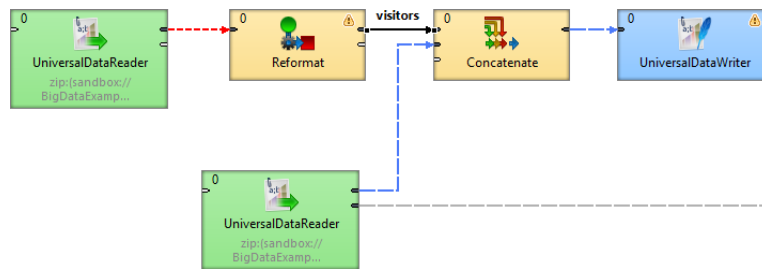 visitors
0
UniversalDataReader
zip:(sandbox://
BigDataExamp...
0
Reformat
0
Concatenate
0
UniversalDataWriter
0
UniversalDataReader
zip:(sandbox://
BigDataExamp...